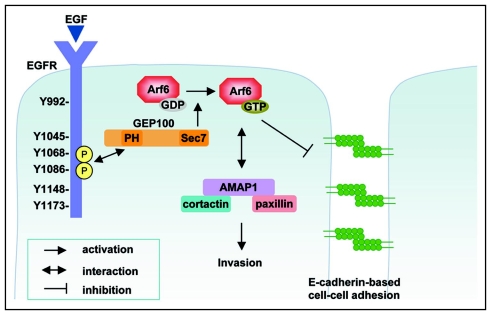 EGF
EGFR
Y992-
Y1045-
Y1068-
Y1086-
Y1148-
Y1173-
P
P
Arf6
GDP
Arf6
GTP
GEP100
PH
Sec7
AMAP1
cortactin
paxillin
Invasion
E-cadherin-based
cell-cell adhesion
activation
interaction
inhibition